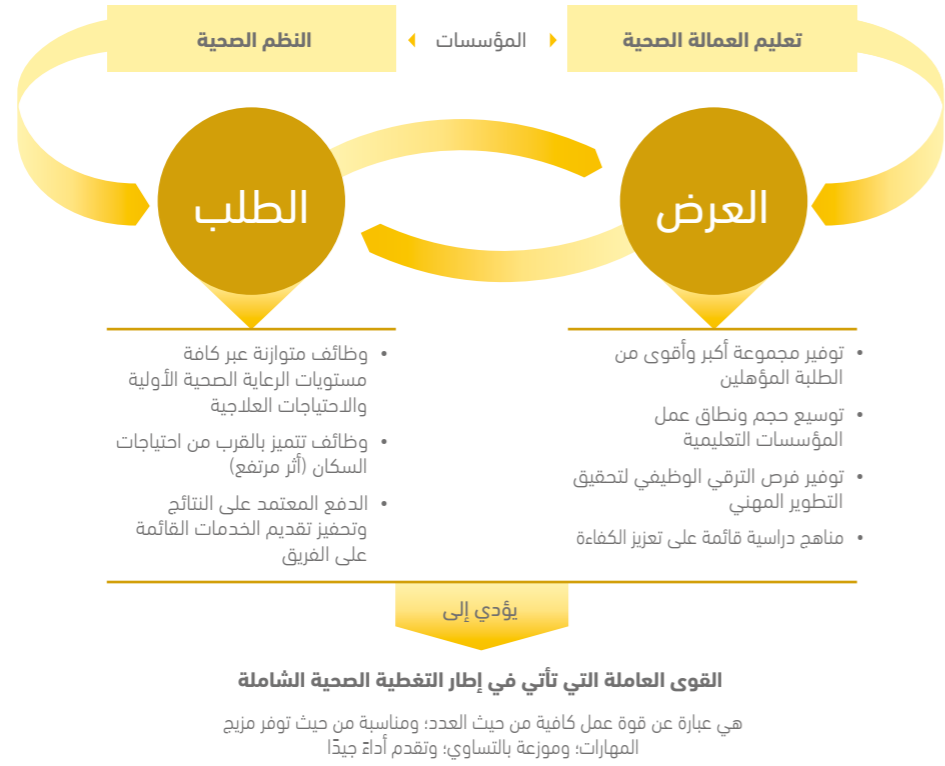 تعليم العمالة الصحية
المؤسسات
النظم الصحية
العرض
الطلب
• توفير مجموعة أكبر وأقوى من
الطلبة المؤهلين
• توسيع حجم ونطاق عمل
المؤسسات التعليمية
• توفير فرص الترقي الوظيفي لتحقيق
التطوير المهني
• مناهج دراسية قائمة على تعزيز الكفاءة
• وظائف متوازنة عبر كافة
مستويات الرعاية الصحية الأولية
والاحتياجات العلاجية
• وظائف تتميز بالقرب من احتياجات
السكان (أثر مرتفع)
• الدفع المعتمد على النتائج
وتحفيز تقديم الخدمات القائمة
على الفريق
يؤدي إلى
القوى العاملة التي تأتي في إطار التغطية الصحية الشاملة
هي عبارة عن قوة عمل كافية من حيث العدد؛ ومناسبة من حيث توفر مزيج
المهارات؛ وموزعة بالتساوي؛ وتقدم أداءً جيدًا